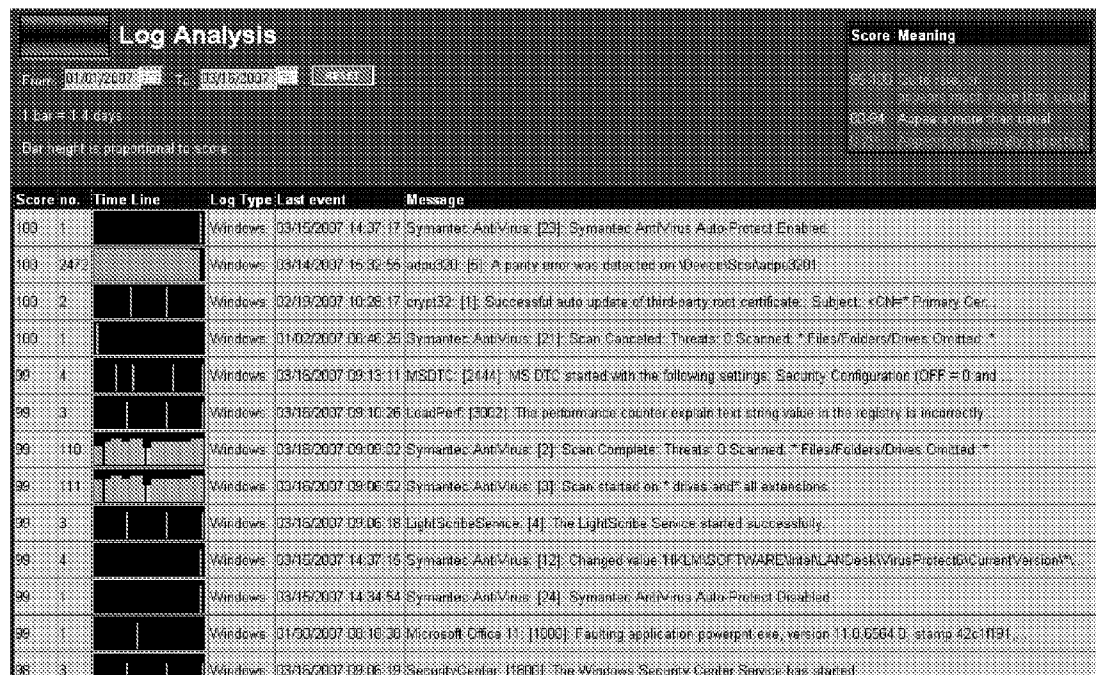 Log Analysis
Score Meaning
From 01/01/2007 To 03/16/2007 RESET
1 bar = 1.4 days
80-94 Appears more than usual
Bar height is proportional to score
Score no. Time Line Log Type Last event Message
100 1 Windows 03/15/2007 14:37:17 Symantec AntiVirus: [23]: Symantec AntiVirus Auto-Protect Enabled.
100 2472 Windows 03/14/2007 15:32:55 adpu320: [5]: A parity error was detected on \Device\Scsi\adpu3201.
100 2 Windows 02/19/2007 10:28:17 crypt32: [1]: Successful auto update of third-party root certificate:: Subject: <CN=* Primary Cer...
100 1 Windows 01/02/2007 06:46:25 Symantec AntiVirus: [21]: Scan Canceled: Threats: 0 Scanned: * Files/Folders/Drives Omitted: *
99 4 Windows 03/16/2007 09:13:11 MSDTC: [2444]: MS DTC started with the following settings: Security Configuration (OFF = 0 and ...
99 3 Windows 03/16/2007 09:10:26 LoadPerf: [3002]: The performance counter explain text string value in the registry is incorrectly...
99 110 Windows 03/16/2007 09:09:32 Symantec AntiVirus: [2]: Scan Complete: Threats: 0 Scanned: * Files/Folders/Drives Omitted: *
99 111 Windows 03/16/2007 09:06:52 Symantec AntiVirus: [3]: Scan started on * drives and* all extensions.
99 3 Windows 03/16/2007 09:06:18 LightScribeService: [4]: The LightScribe Service started successfully.
99 4 Windows 03/15/2007 14:37:15 Symantec AntiVirus: [12]: Changed value 'HKLM\SOFTWARE\Intel\LANDesk\VirusProtect6\CurrentVersion\*\...
99 1 Windows 03/15/2007 14:34:54 Symantec AntiVirus: [24]: Symantec AntiVirus Auto-Protect Disabled.
99 1 Windows 01/30/2007 08:10:30 Microsoft Office 11: [1000]: Faulting application powerpnt.exe, version 11.0.6564.0, stamp 42c1f191, ...
98 3 Windows 03/16/2007 09:06:19 SecurityCenter: [1800]: The Windows Security Center Service has started.